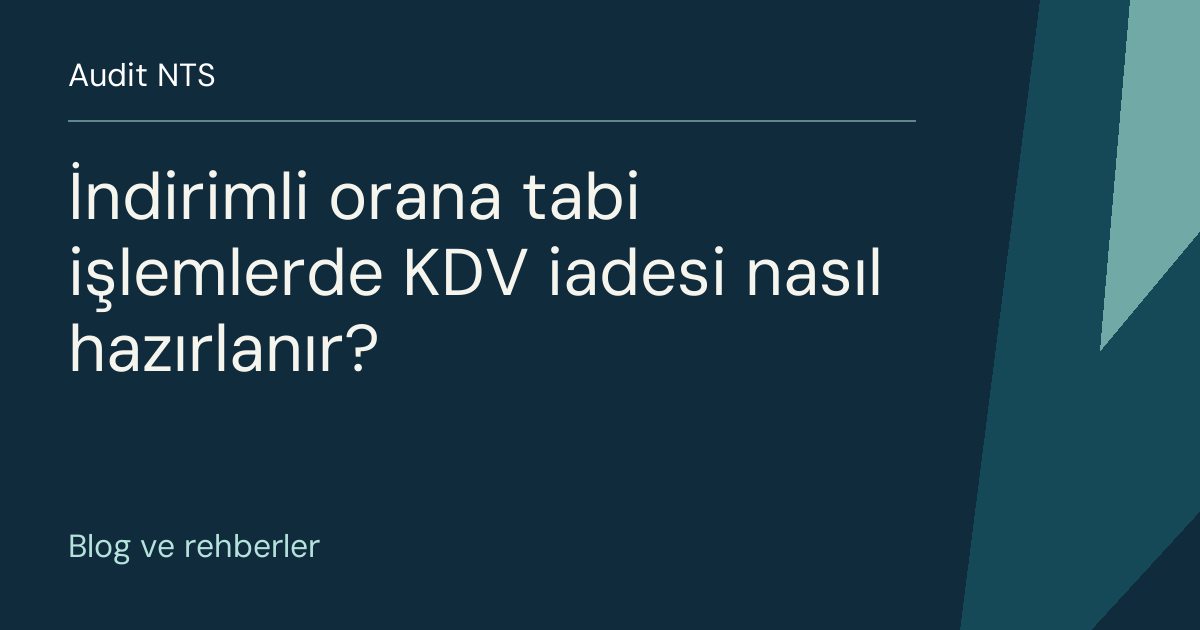 Audit NTS
İndirimli orana tabi
işlemlerde KDV iadesi nasıl
hazırlanır?
Blog ve rehberler